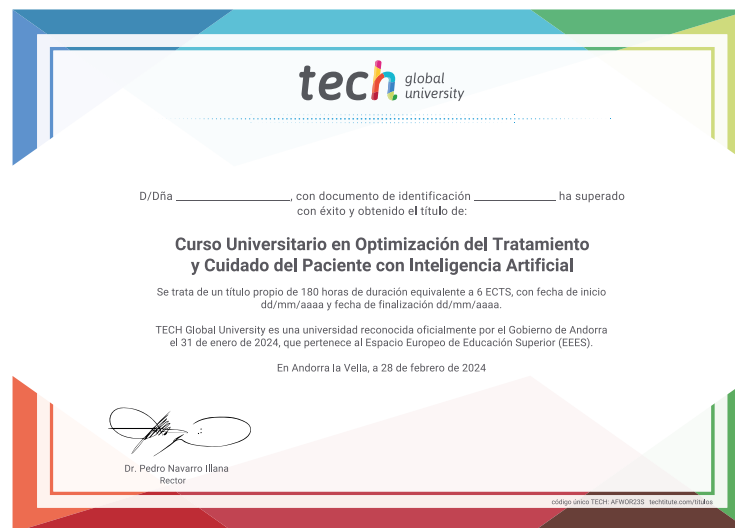 tech global university
D/Dña ______________, con documento de identificación ______________ ha superado
con éxito y obtenido el título de:
Curso Universitario en Optimización del Tratamiento
y Cuidado del Paciente con Inteligencia Artificial
Se trata de un título propio de 180 horas de duración equivalente a 6 ECTS, con fecha de inicio
dd/mm/aaaa y fecha de finalización dd/mm/aaaa.
TECH Global University es una universidad reconocida oficialmente por el Gobierno de Andorra
el 31 de enero de 2024, que pertenece al Espacio Europeo de Educación Superior (EEES).
En Andorra la Vella, a 28 de febrero de 2024
Dr. Pedro Navarro Illana
Rector
código único TECH: AFWOR23S techtitute.com/titulos